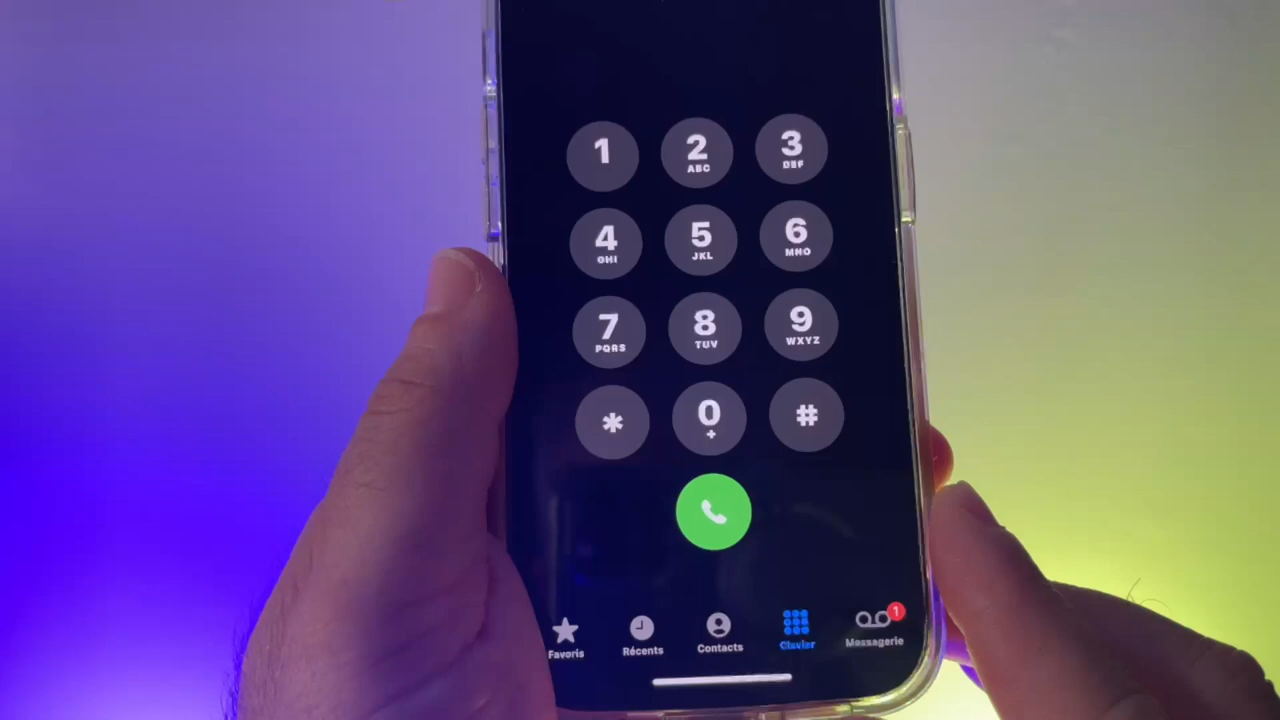 1 2 3
ABC DEF
4 5 6
GHI JKL MNO
7 8 9
PQRS TUV WXYZ
* 0 #
+
1
Favoris Récents Contacts Clavier Messagerie